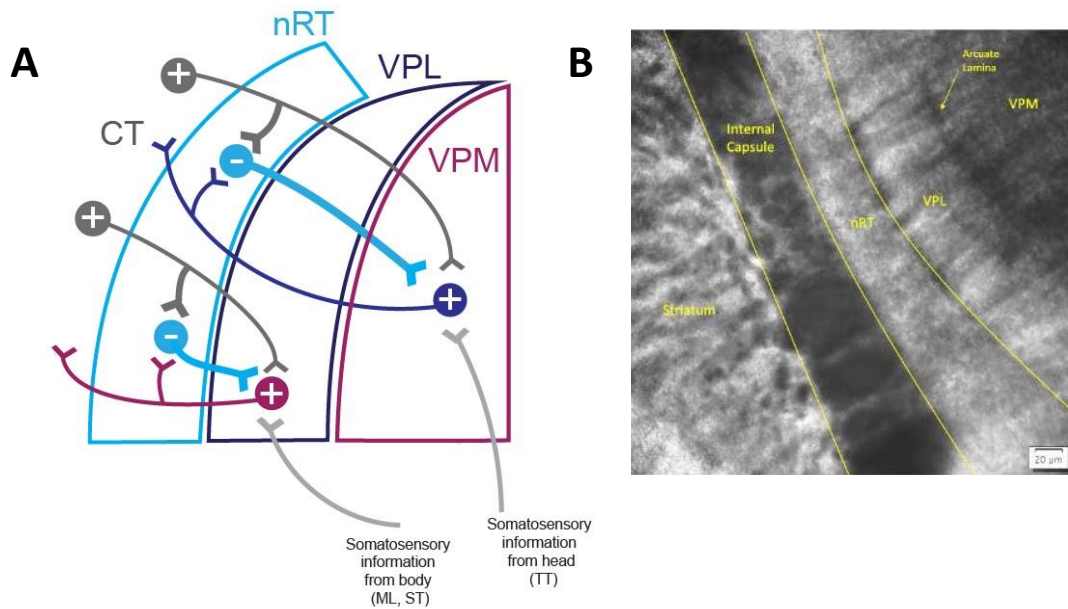 A
nRT
VPL
VPM
CT
+
-
+
+
-
+
Somatosensory
information
from body
(ML, ST)
Somatosensory
information
from head
(TT)
B
Arcuate
Lamina
VPM
Internal
Capsule
VPL
nRT
Striatum
20 µm